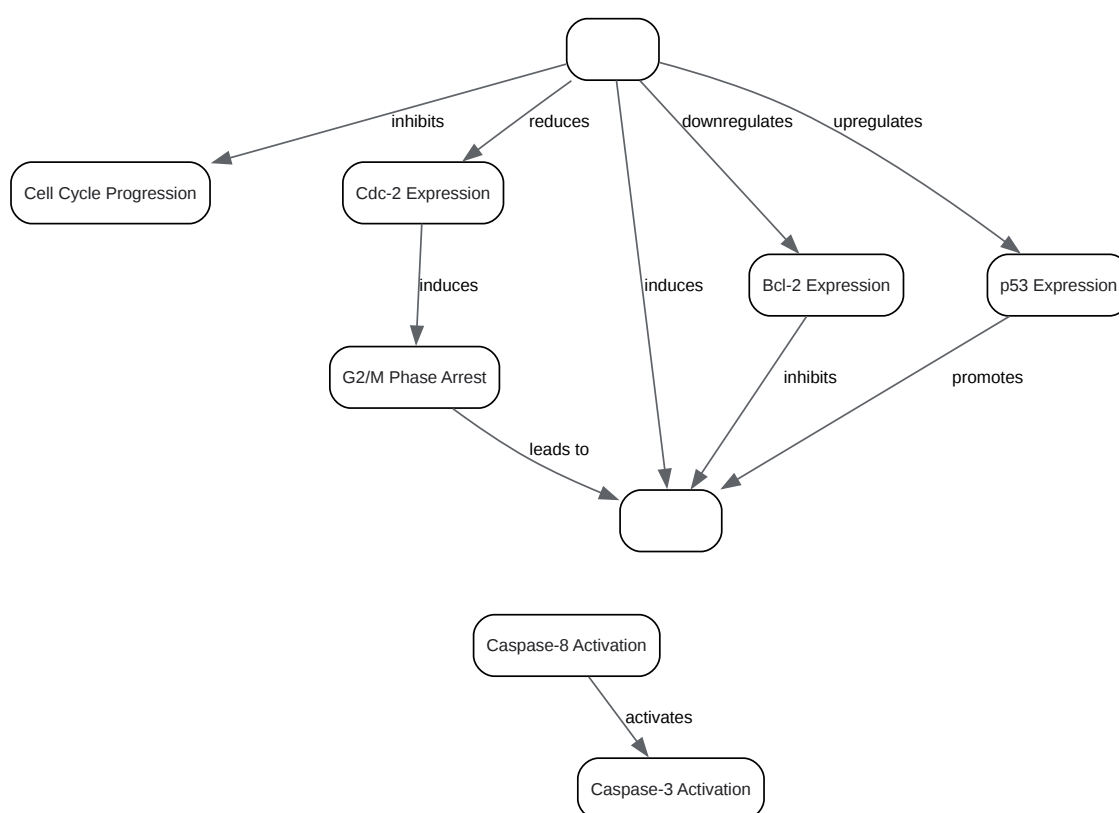 inhibits
reduces
downregulates
upregulates
Cell Cycle Progression
Cdc-2 Expression
induces
induces
Bcl-2 Expression
p53 Expression
G2/M Phase Arrest
inhibits
promotes
leads to
Caspase-8 Activation
activates
Caspase-3 Activation